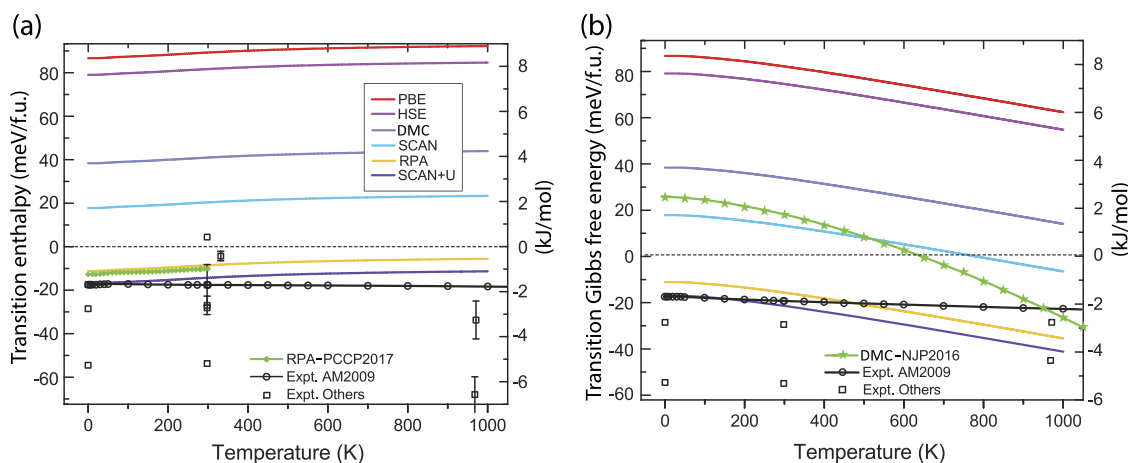 (a)
Transition enthalpy (meV/f.u.)
80
60
40
20
0
-20
-40
-60
8
6
4
2
0
-2
-4
-6
(kJ/mol)
PBE
HSE
DMC
SCAN
RPA
SCAN+U
RPA-PCCP2017
Expt. AM2009
Expt. Others
0 200 400 600 800 1000
Temperature (K)
(b)
Transition Gibbs free energy (meV/f.u.)
80
60
40
20
0
-20
-40
-60
8
6
4
2
0
-2
-4
-6
(kJ/mol)
DMC-NJP2016
Expt. AM2009
Expt. Others
0 200 400 600 800 1000
Temperature (K)